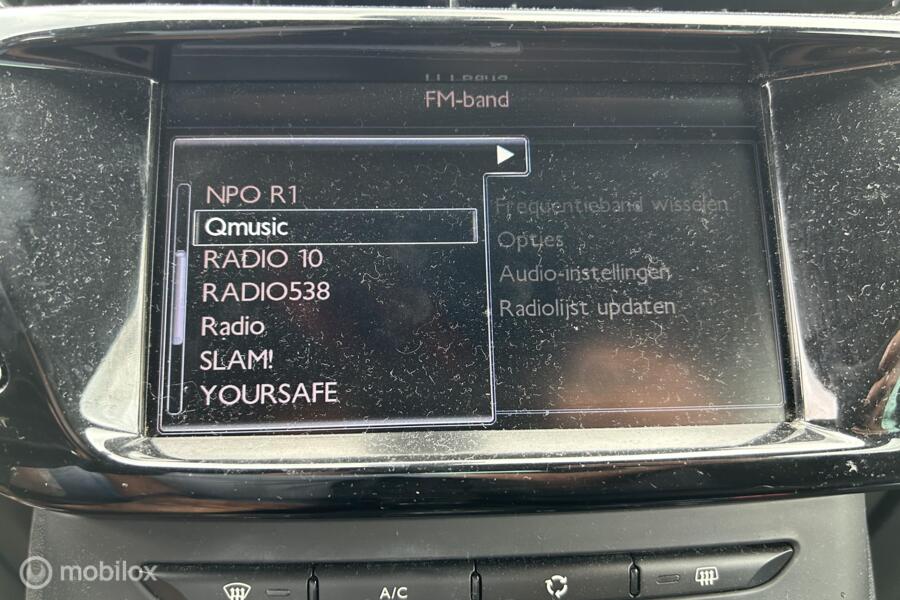 FM-band
NPO R1
Qmusic
RADIO 10
RADIO538
Radio
SLAM!
YOURSAFE
Frequentieband wisselen
Opties
Audio-instellingen
Radiolijst updaten
A/C
mobilox